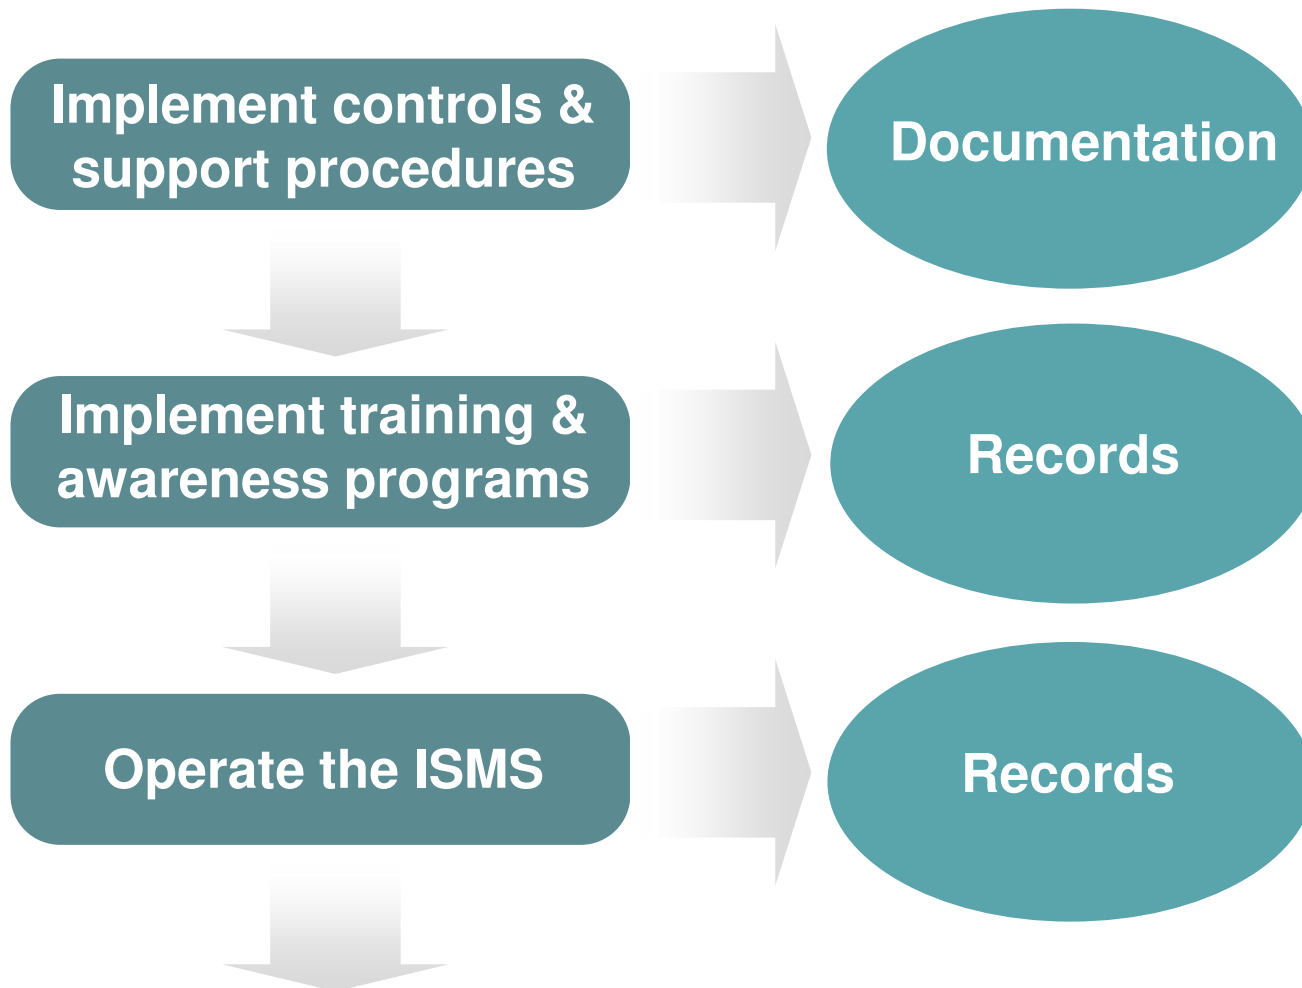 Implement controls &
support procedures
Documentation
Implement training &
awareness programs
Records
Operate the ISMS
Records